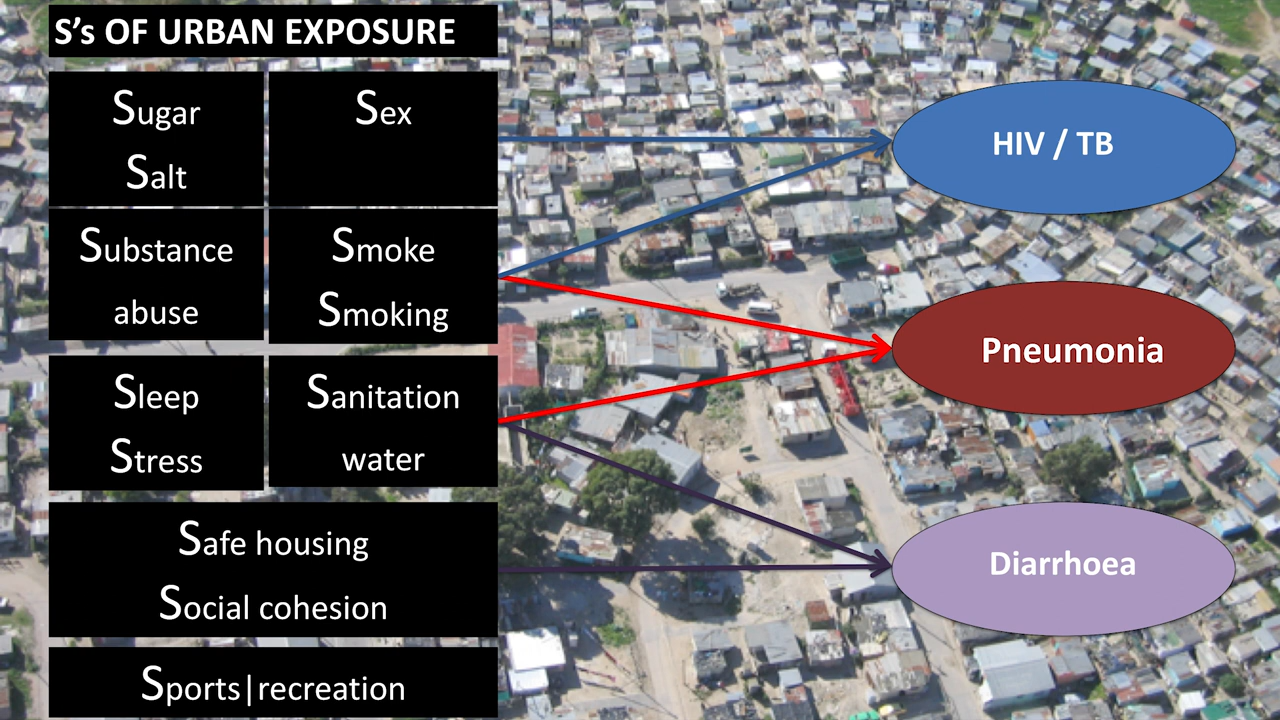 S’s OF URBAN EXPOSURE
Sugar
Salt
Sex
Substance
abuse
Smoke
Smoking
Sleep
Stress
Sanitation
water
Safe housing
Social cohesion
Sports|recreation
HIV / TB
Pneumonia
Diarrhoea